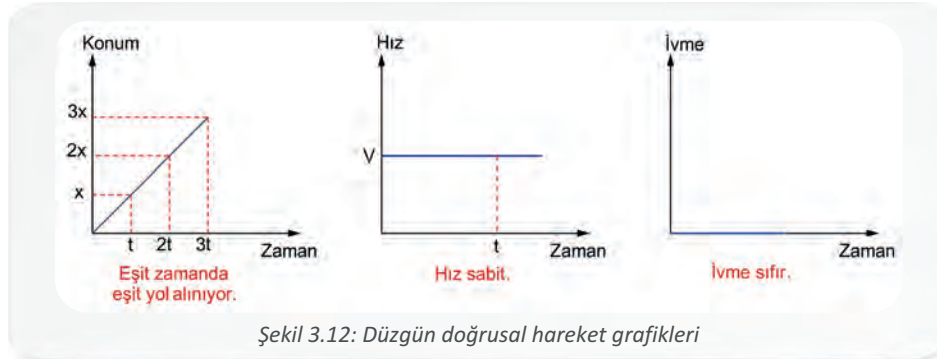 Konum
3x
2x
x
t 2t 3t
Zaman
Eşit zamanda
eşit yol alınıyor.
Hız
V
t
Zaman
Hız sabit.
İvme
Zaman
İvme sıfır.
Şekil 3.12: Düzgün doğrusal hareket grafikleri